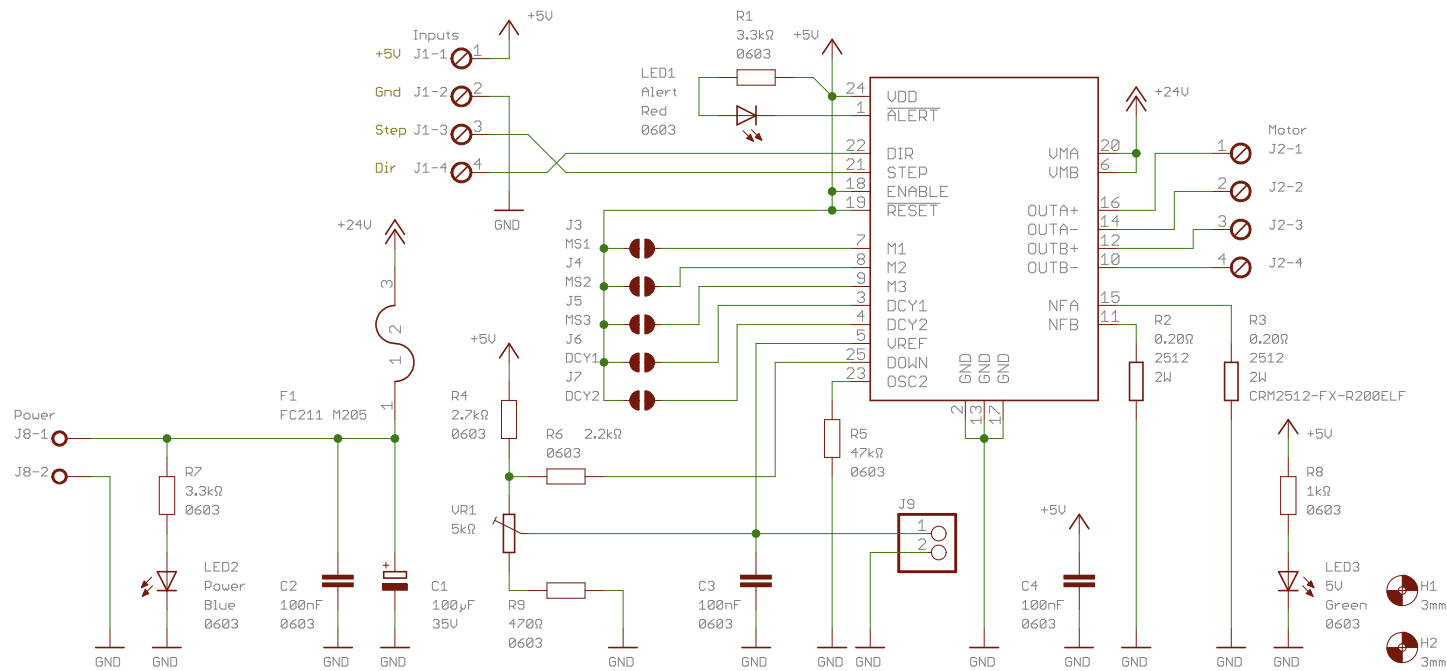 Inputs
+5V J1-1 1
+5V
Gnd J1-2 2
Step J1-3 3
Dir J1-4 4
GND
R1
3.3kΩ
0603
+5V
LED1
Alert
Red
0603
24 VDD
1 ALERT
22 DIR
21 STEP
18 ENABLE
19 RESET
7 M1
8 M2
9 M3
3 DCY1
4 DCY2
5 VREF
25 DOWN
23 OSC2
GND
GND
GND
2
13
17
VMA 20
VMB 6
OUTA+ 16
OUTA- 14
OUTB+ 12
OUTB- 10
NFA 15
NFB 11
+24V
Motor
1 J2-1
2 J2-2
3 J2-3
4 J2-4
J3
MS1
J4
MS2
J5
MS3
J6
DCY1
J7
DCY2
+24V
3
2
1
1
F1
FC211 M205
Power
J8-1
J8-2
R7
3.3kΩ
0603
LED2
Power
Blue
0603
C2
100nF
0603
+
C1
100µF
35V
+5V
R4
2.7kΩ
0603
R6 2.2kΩ
0603
VR1
5kΩ
R9
470Ω
0603
R5
47kΩ
0603
C3
100nF
0603
J9
1
2
R2
0.20Ω
2512
2W
R3
0.20Ω
2512
2W
CRM2512-FX-R200ELF
+5V
C4
100nF
0603
+5V
R8
1kΩ
0603
LED3
5V
Green
0603
H1
3mm
H2
3mm
GND
GND
GND
GND
GND
GND
GND
GND
GND
GND
GND
GND